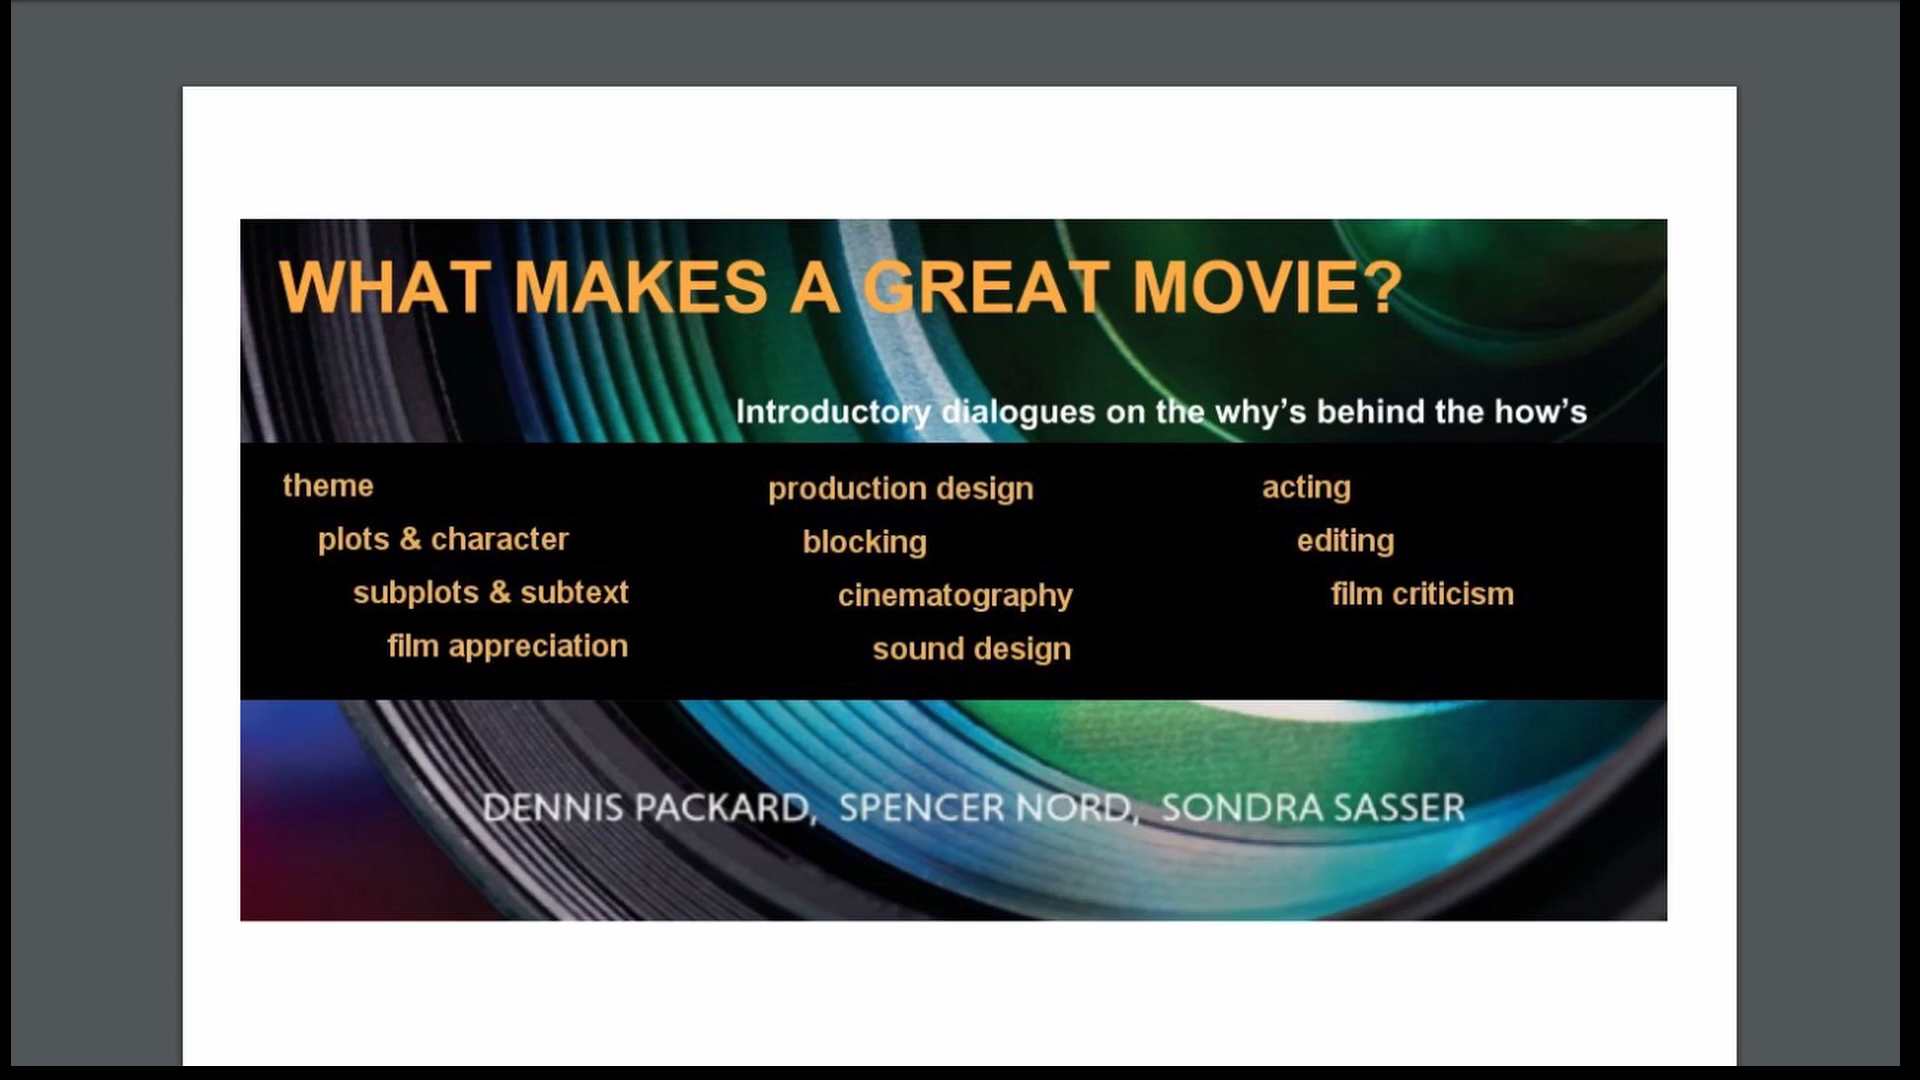 WHAT MAKES A GREAT MOVIE?
Introductory dialogues on the why’s behind the how’s
theme
plots & character
subplots & subtext
film appreciation
production design
blocking
cinematography
sound design
acting
editing
film criticism
DENNIS PACKARD, SPENCER NORD, SONDRA SASSER